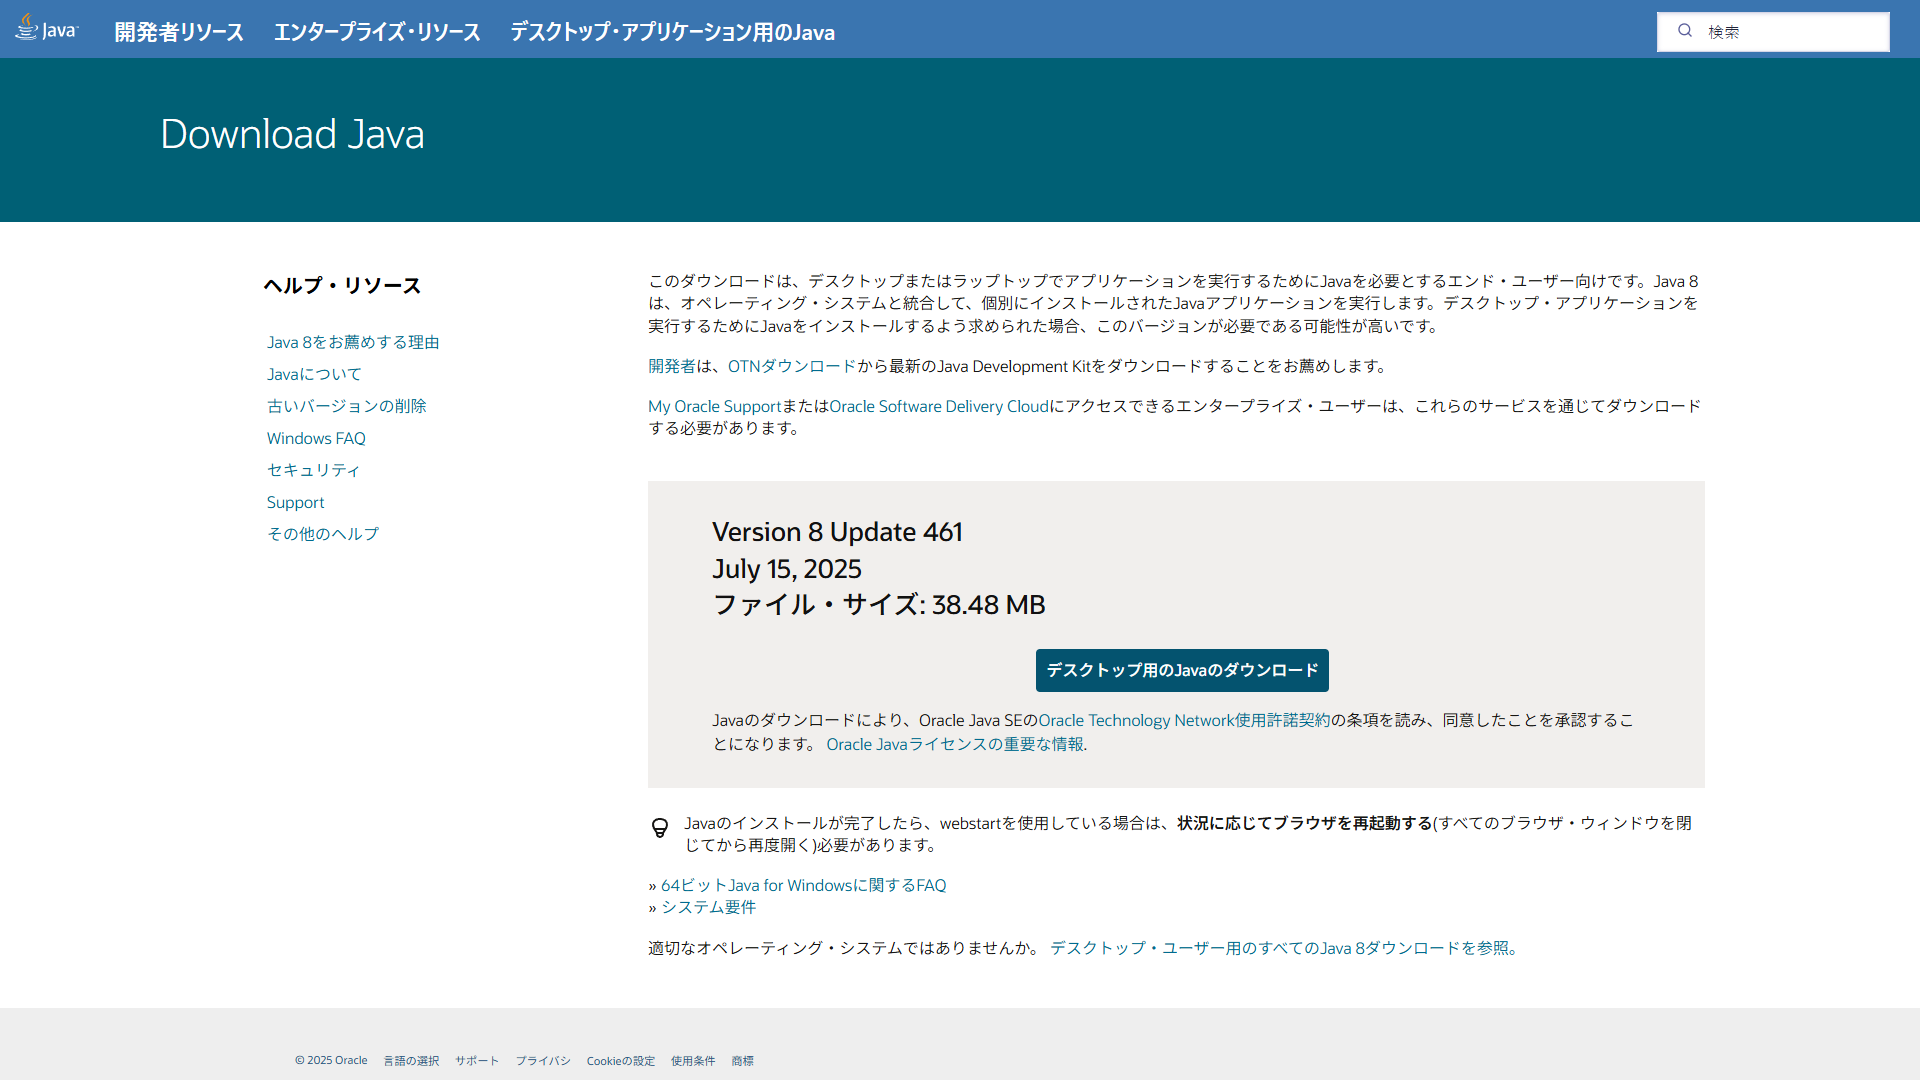 Java
開発者リソース
エンタープライズ・リソース
デスクトップ・アプリケーション用のJava
検索
Download Java
ヘルプ・リソース
Java 8をお薦めする理由
Javaについて
古いバージョンの削除
Windows FAQ
セキュリティ
Support
その他のヘルプ
このダウンロードは、デスクトップまたはラップトップでアプリケーションを実行するためにJavaを必要とするエンド・ユーザー向けです。Java 8
は、オペレーティング・システムと統合して、個別にインストールされたJavaアプリケーションを実行します。デスクトップ・アプリケーションを
実行するためにJavaをインストールするよう求められた場合、このバージョンが必要である可能性が高いです。
開発者は、OTNダウンロードから最新のJava Development Kitをダウンロードすることをお薦めします。
My Oracle SupportまたはOracle Software Delivery Cloudにアクセスできるエンタープライズ・ユーザーは、これらのサービスを通じてダウンロード
する必要があります。
Version 8 Update 461
July 15, 2025
ファイル・サイズ: 38.48 MB
デスクトップ用のJavaのダウンロード
Javaのダウンロードにより、Oracle Java SEのOracle Technology Network使用許諾契約の条項を読み、同意したことを承認するこ
とになります。 Oracle Javaライセンスの重要な情報.
Javaのインストールが完了したら、webstartを使用している場合は、状況に応じてブラウザを再起動する(すべてのブラウザ・ウィンドウを閉
じてから再度開く)必要があります。
» 64ビットJava for Windowsに関するFAQ
» システム要件
適切なオペレーティング・システムではありませんか。 デスクトップ・ユーザー用のすべてのJava 8ダウンロードを参照。
© 2025 Oracle
言語の選択
サポート
プライバシ
Cookieの設定
使用条件
商標